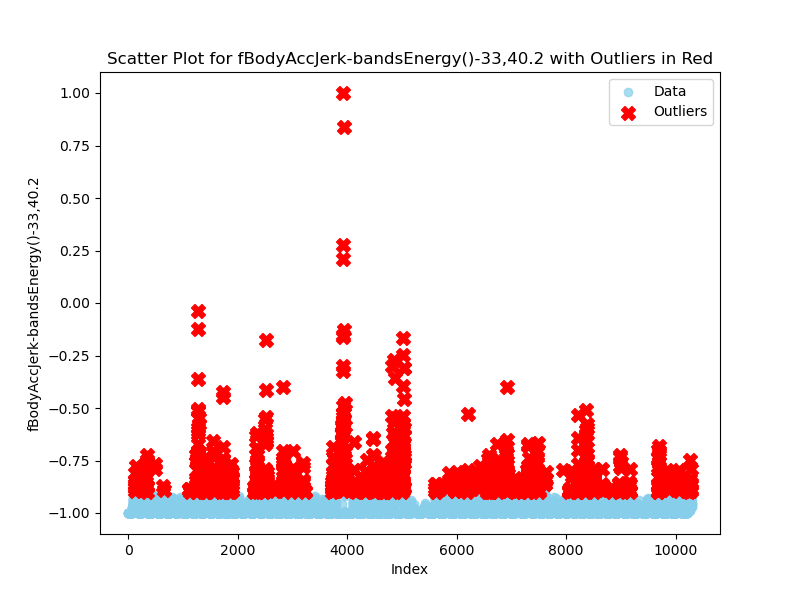 Scatter Plot for fBodyAccJerk-bandsEnergy()-33,40.2 with Outliers in Red
Data
Outliers
fBodyAccJerk-bandsEnergy()-33,40.2
1.00
0.75
0.50
0.25
0.00
−0.25
−0.50
−0.75
−1.00
0 2000 4000 6000 8000 10000
Index